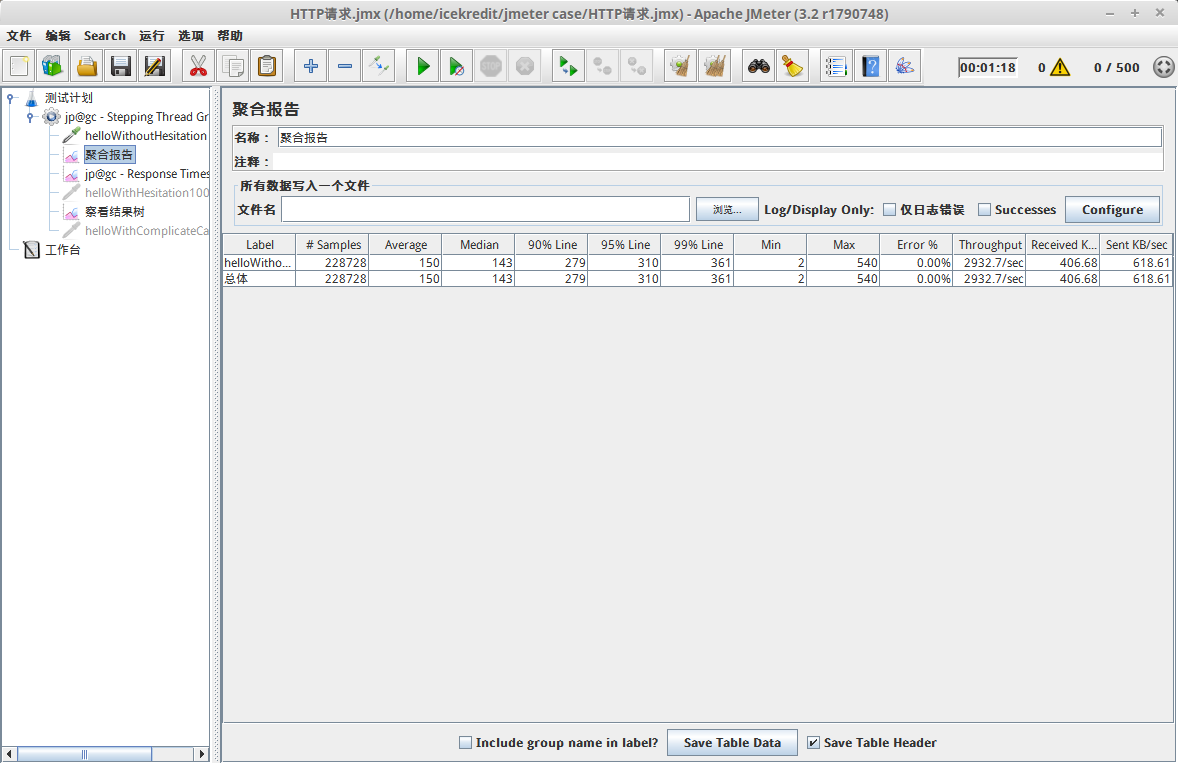 HTTP请求.jmx (/home/icekredit/jmeter case/HTTP请求.jmx) - Apache JMeter (3.2 r1790748)
文件 编辑 Search 运行 选项 帮助
00:01:18 0 0 / 500
测试计划
jp@gc - Stepping Thread Gr
helloWithoutHesitation
聚合报告
jp@gc - Response Times
helloWithHesitation100
察看结果树
helloWithComplicateCa
工作台
聚合报告
名称： 聚合报告
注释：
所有数据写入一个文件
文件名 浏览... Log/Display Only: 仅日志错误 Successes Configure
Label # Samples Average Median 90% Line 95% Line 99% Line Min Max Error % Throughput Received K... Sent KB/sec
helloWitho... 228728 150 143 279 310 361 2 540 0.00% 2932.7/sec 406.68 618.61
总体 228728 150 143 279 310 361 2 540 0.00% 2932.7/sec 406.68 618.61
Include group name in label? Save Table Data Save Table Header